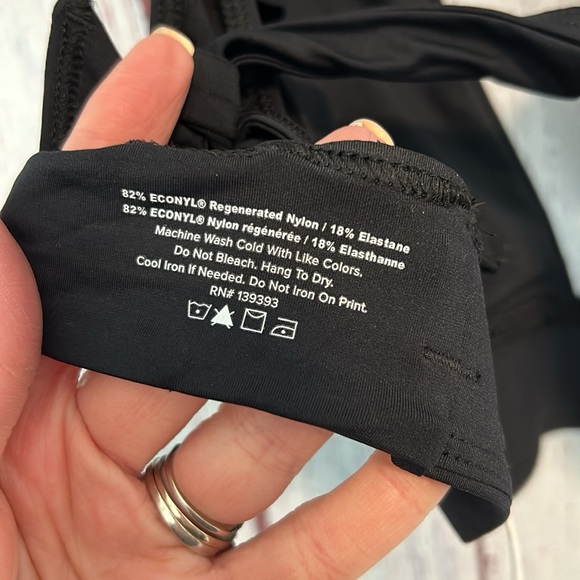 82% ECONYL® Regenerated Nylon / 18% Elastane
82% ECONYL® Nylon régénérée / 18% Elasthanne
Machine Wash Cold With Like Colors.
Do Not Bleach. Hang To Dry.
Cool Iron If Needed. Do Not Iron On Print.
RN# 139393